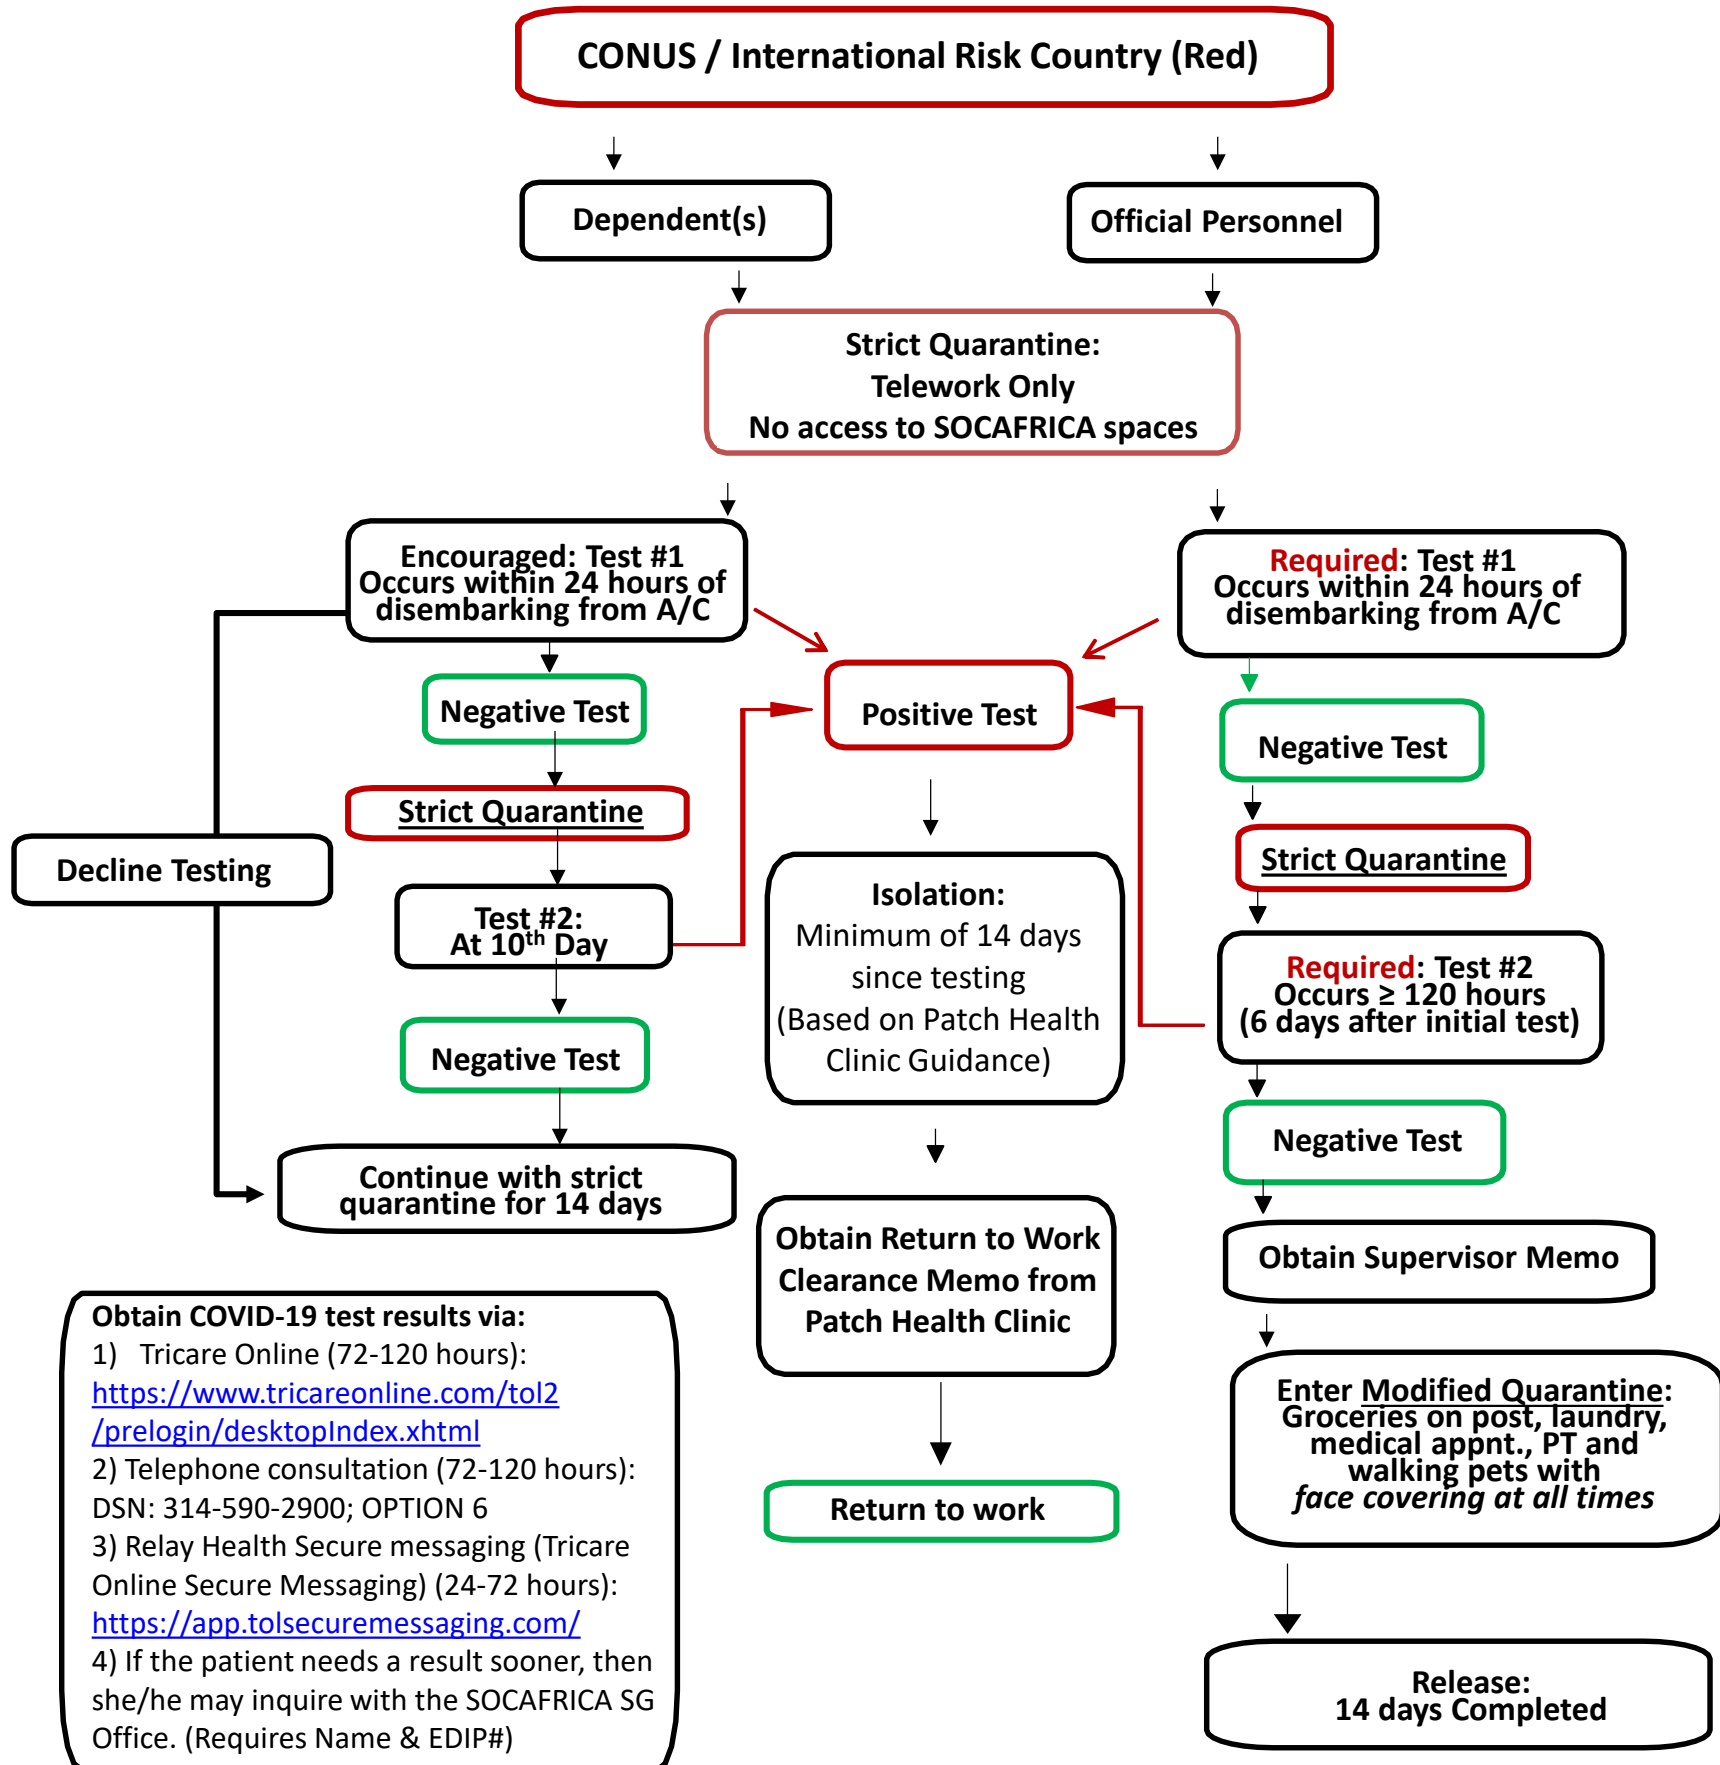 CONUS / International Risk Country (Red)
Dependent(s)
Official Personnel
Strict Quarantine:
Telework Only
No access to SOCAFRICA spaces
Encouraged: Test #1
Occurs within 24 hours of
disembarking from A/C
Required: Test #1
Occurs within 24 hours of
disembarking from A/C
Negative Test
Positive Test
Negative Test
Strict Quarantine
Decline Testing
Strict Quarantine
Test #2:
At 10th Day
Isolation:
Minimum of 14 days
since testing
(Based on Patch Health
Clinic Guidance)
Required: Test #2
Occurs ≥ 120 hours
(6 days after initial test)
Negative Test
Negative Test
Continue with strict
quarantine for 14 days
Obtain Return to Work
Clearance Memo from
Patch Health Clinic
Obtain Supervisor Memo
Obtain COVID-19 test results via:
1) Tricare Online (72-120 hours):
https://www.tricareonline.com/tol2
/prelogin/desktopIndex.xhtml
2) Telephone consultation (72-120 hours):
DSN: 314-590-2900; OPTION 6
3) Relay Health Secure messaging (Tricare
Online Secure Messaging) (24-72 hours):
https://app.tolsecuremessaging.com/
4) If the patient needs a result sooner, then
she/he may inquire with the SOCAFRICA SG
Office. (Requires Name & EDIP#)
Enter Modified Quarantine:
Groceries on post, laundry,
medical appnt., PT and
walking pets with
face covering at all times
Return to work
Release:
14 days Completed